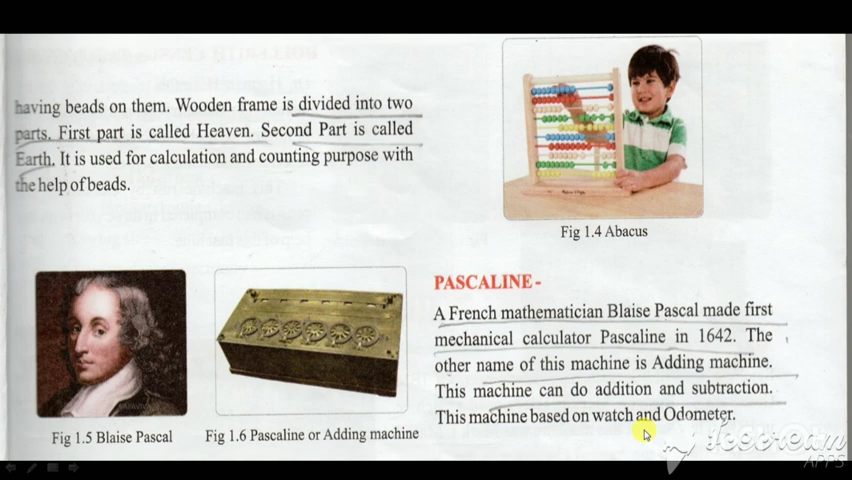 having beads on them. Wooden frame is divided into two
parts. First part is called Heaven. Second Part is called
Earth. It is used for calculation and counting purpose with
the help of beads.
Fig 1.4 Abacus
Fig 1.5 Blaise Pascal
Fig 1.6 Pascaline or Adding machine
PASCALINE-
A French mathematician Blaise Pascal made first
mechanical calculator Pascaline in 1642. The
other name of this machine is Adding machine.
This machine can do addition and subtraction.
This machine based on watch and Odometer.
Icecream
APPS